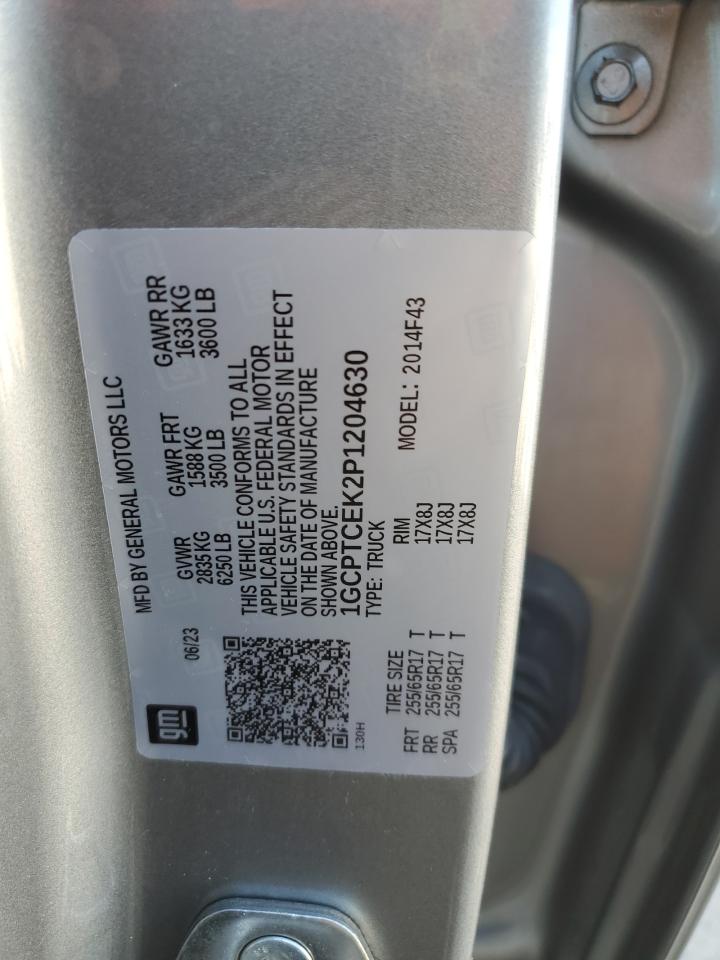 MFD BY GENERAL MOTORS LLC
gm 06/23
GVWR GAWR FRT GAWR RR
2835 KG 1588 KG 1633 KG
6250 LB 3500 LB 3600 LB
THIS VEHICLE CONFORMS TO ALL
APPLICABLE U.S. FEDERAL MOTOR
VEHICLE SAFETY STANDARDS IN EFFECT
ON THE DATE OF MANUFACTURE
SHOWN ABOVE.
1GCPTCEK2P1204630
130H
TYPE: TRUCK MODEL: 2014F43
TIRE SIZE RIM
FRT 255/65R17 T 17X8J
RR 255/65R17 T 17X8J
SPA 255/65R17 T 17X8J